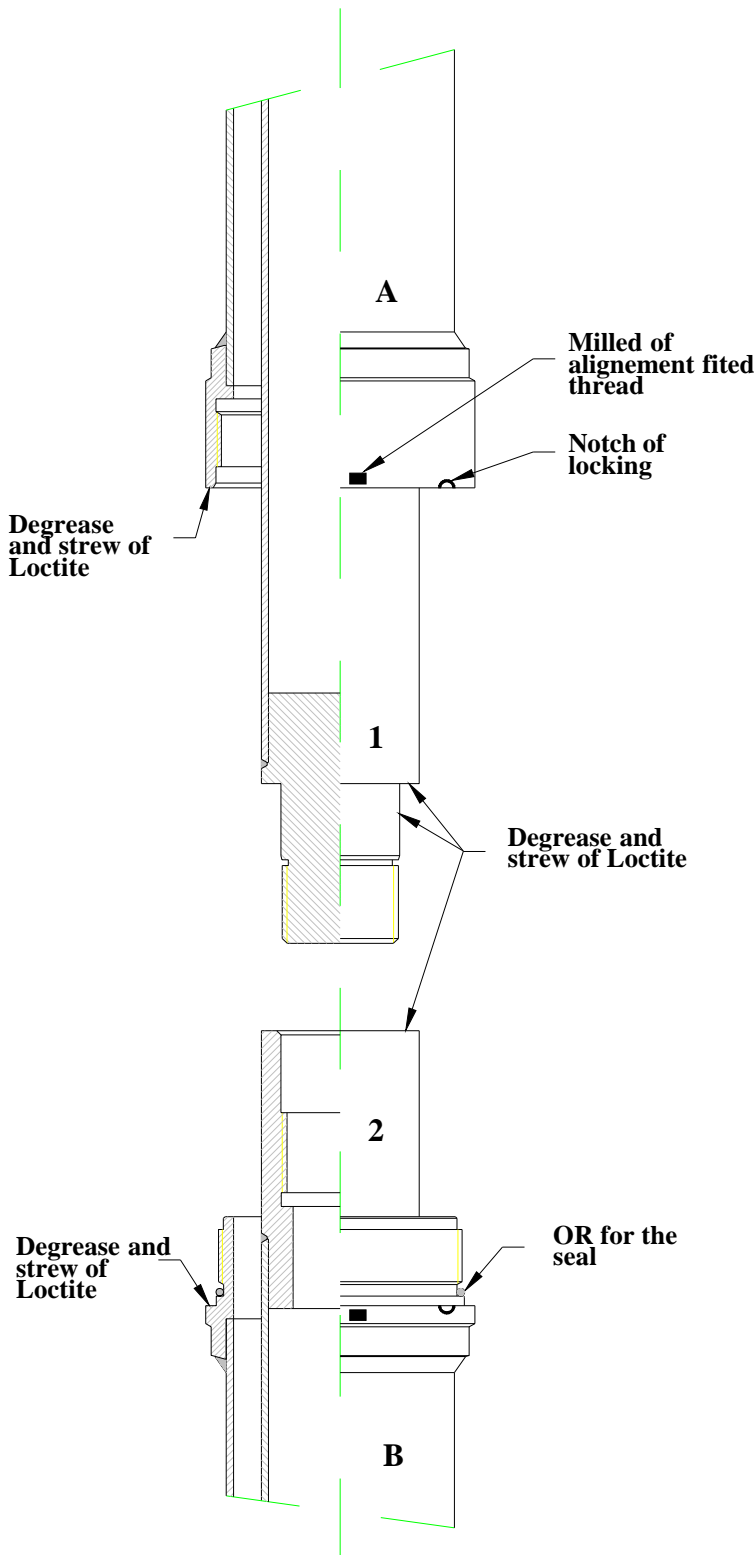 A
Milled of
alignement fited
thread
Notch of
locking
Degrease
and strew of
Loctite
1
Degrease and
strew of Loctite
2
Degrease and
strew of
Loctite
OR for the
seal
B